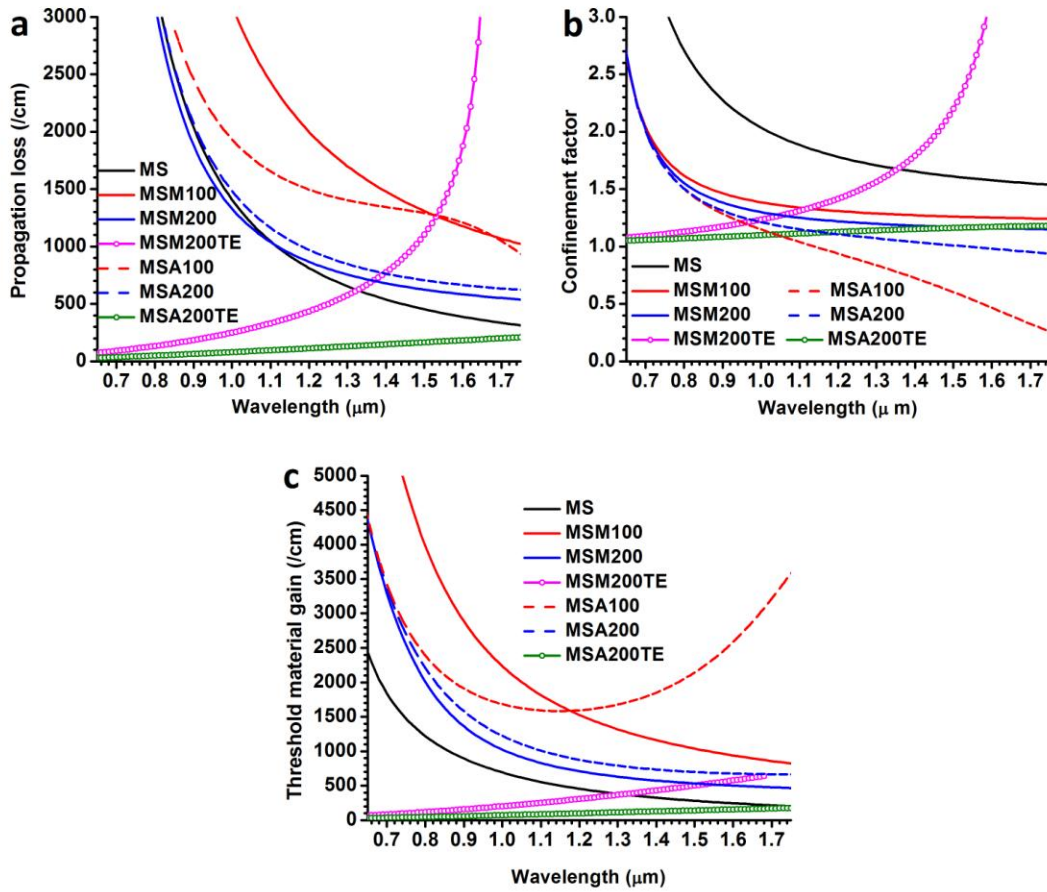 a
3000
2500
2000
1500
1000
500
0
Propagation loss (/cm)
MS
MSM100
MSM200
MSM200TE
MSA100
MSA200
MSA200TE
0.7 0.8 0.9 1.0 1.1 1.2 1.3 1.4 1.5 1.6 1.7
Wavelength (μm)
b
3.0
2.5
2.0
1.5
1.0
0.5
0.0
Confinement factor
MS
MSM100 MSA100
MSM200 MSA200
MSM200TE MSA200TE
0.7 0.8 0.9 1.0 1.1 1.2 1.3 1.4 1.5 1.6 1.7
Wavelength (μ m)
c
5000
4500
4000
3500
3000
2500
2000
1500
1000
500
0
Threshold material gain (/cm)
MS
MSM100
MSM200
MSM200TE
MSA100
MSA200
MSA200TE
0.7 0.8 0.9 1.0 1.1 1.2 1.3 1.4 1.5 1.6 1.7
Wavelength (μm)